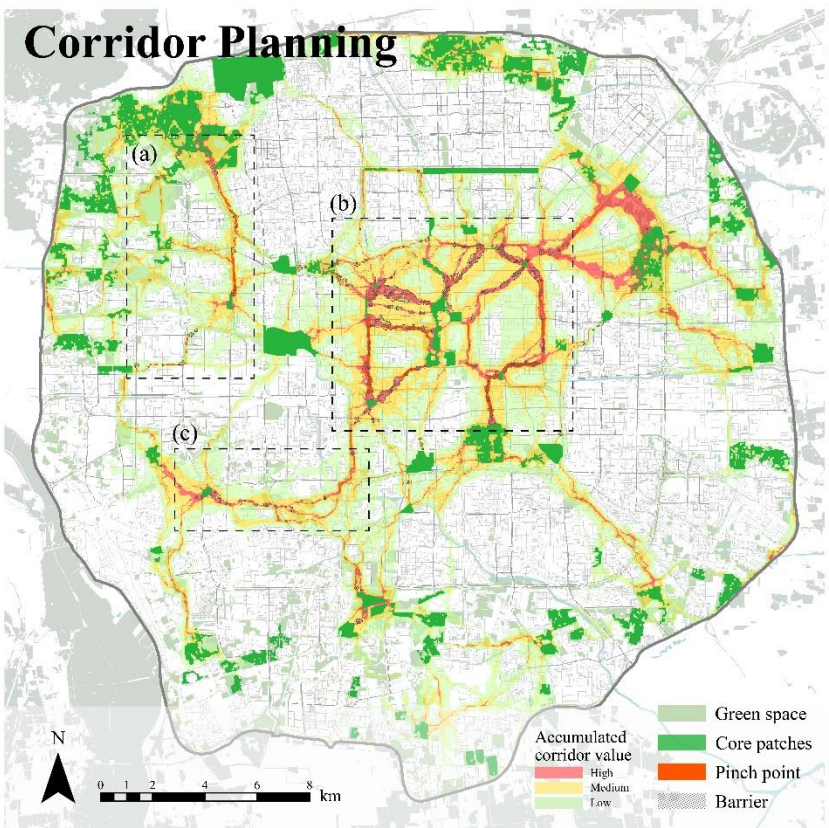 Corridor Planning
(a)
(b)
(c)
N
0 1 2 4 6 8
km
Accumulated
corridor value
High
Medium
Low
Green space
Core patches
Pinch point
Barrier